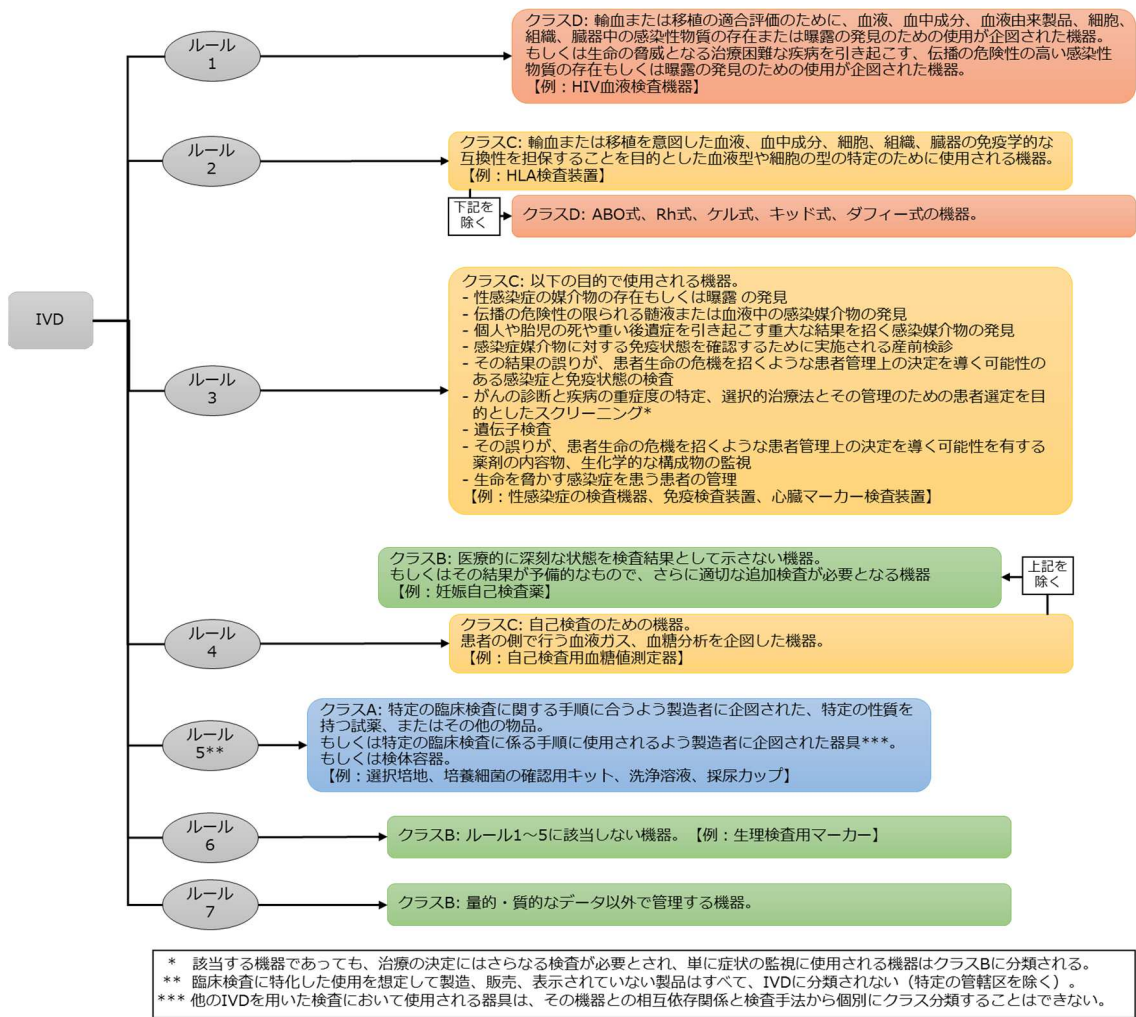 IVD
ルール
1
クラスD: 輸血または移植の適合評価のために、血液、血中成分、血液由来製品、細胞、
組織、臓器中の感染性物質の存在または曝露の発見のための使用が企図された機器。
もしくは生命の脅威となる治療困難な疾病を引き起こす、伝播の危険性の高い感染性
物質の存在もしくは曝露の発見のための使用が企図された機器。
【例：HIV血液検査機器】
ルール
2
クラスC: 輸血または移植を意図した血液、血中成分、細胞、組織、臓器の免疫学的な
互換性を担保することを目的とした血液型や細胞の型の特定のために使用される機器。
【例：HLA検査装置】
下記を
除く
クラスD: ABO式、Rh式、ケル式、キッド式、ダフィー式の機器。
ルール
3
クラスC: 以下の目的で使用される機器。
- 性感染症の媒介物の存在もしくは曝露 の発見
- 伝播の危険性の限られる髄液または血液中の感染媒介物の発見
- 個人や胎児の死や重い後遺症を引き起こす重大な結果を招く感染媒介物の発見
- 感染症媒介物に対する免疫状態を確認するために実施される産前検診
- その結果の誤りが、患者生命の危機を招くような患者管理上の決定を導く可能性の
ある感染症と免疫状態の検査
- がんの診断と疾病の重症度の特定、選択的治療法とその管理のための患者選定を目
的としたスクリーニング*
- 遺伝子検査
- その誤りが、患者生命の危機を招くような患者管理上の決定を導く可能性を有する
薬剤の内容物、生化学的な構成物の監視
- 生命を脅かす感染症を患う患者の管理
【例：性感染症の検査機器、免疫検査装置、心臓マーカー検査装置】
クラスB: 医療的に深刻な状態を検査結果として示さない機器。
もしくはその結果が予備的なもので、さらに適切な追加検査が必要となる機器
【例：妊娠自己検査薬】
上記を
除く
ルール
4
クラスC: 自己検査のための機器。
患者の側で行う血液ガス、血糖分析を企図した機器。
【例：自己検査用血糖値測定器】
ルール
5**
クラスA: 特定の臨床検査に関する手順に合うよう製造者に企図された、特定の性質を
持つ試薬、またはその他の物品。
もしくは特定の臨床検査に係る手順に使用されるよう製造者に企図された器具***。
もしくは検体容器。
【例：選択培地、培養細菌の確認用キット、洗浄溶液、採尿カップ】
ルール
6
クラスB: ルール1～5に該当しない機器。【例：生理検査用マーカー】
ルール
7
クラスB: 量的・質的なデータ以外で管理する機器。
* 該当する機器であっても、治療の決定にはさらなる検査が必要とされ、単に症状の監視に使用される機器はクラスBに分類される。
** 臨床検査に特化した使用を想定して製造、販売、表示されていない製品はすべて、IVDに分類されない（特定の管轄区を除く）。
*** 他のIVDを用いた検査において使用される器具は、その機器との相互依存関係と検査手法から個別にクラス分類することはできない。